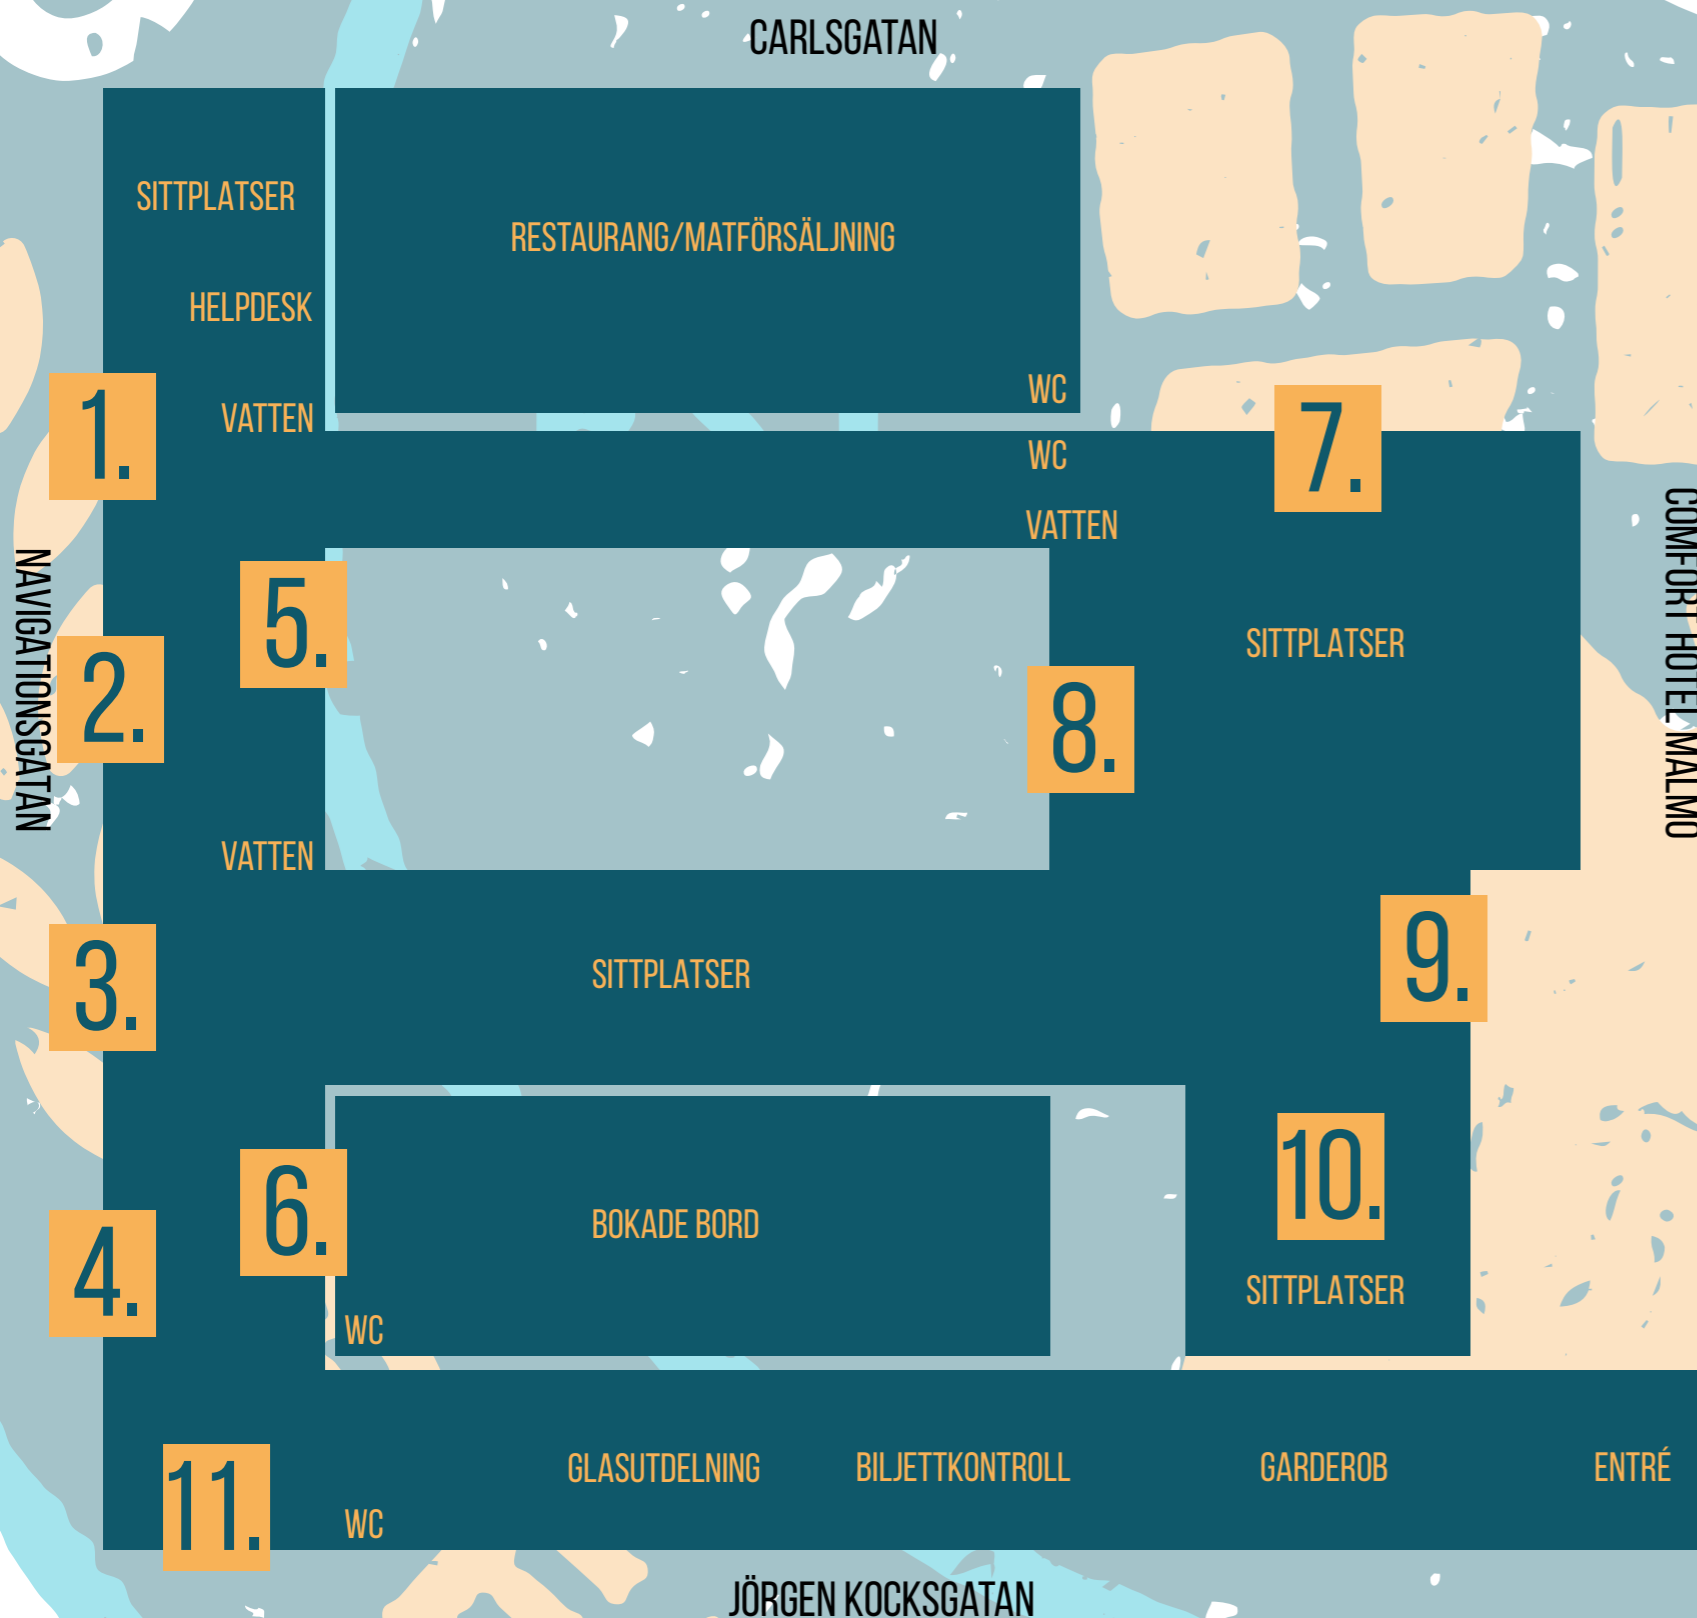 CARLSGATAN
SITTPLATSER
RESTAURANG/MATFÖRSÄLJNING
HELPDESK
WC
1.
VATTEN
WC
7.
VATTEN
NAVIGATIONSGATAN
COMFORT HOTEL MALMÖ
5.
SITTPLATSER
2.
8.
VATTEN
3.
SITTPLATSER
9.
10.
6.
BOKADE BORD
4.
SITTPLATSER
WC
GLASUTDELNING
BILJETTKONTROLL
GARDEROB
ENTRÉ
11.
WC
JÖRGEN KOCKSGATAN